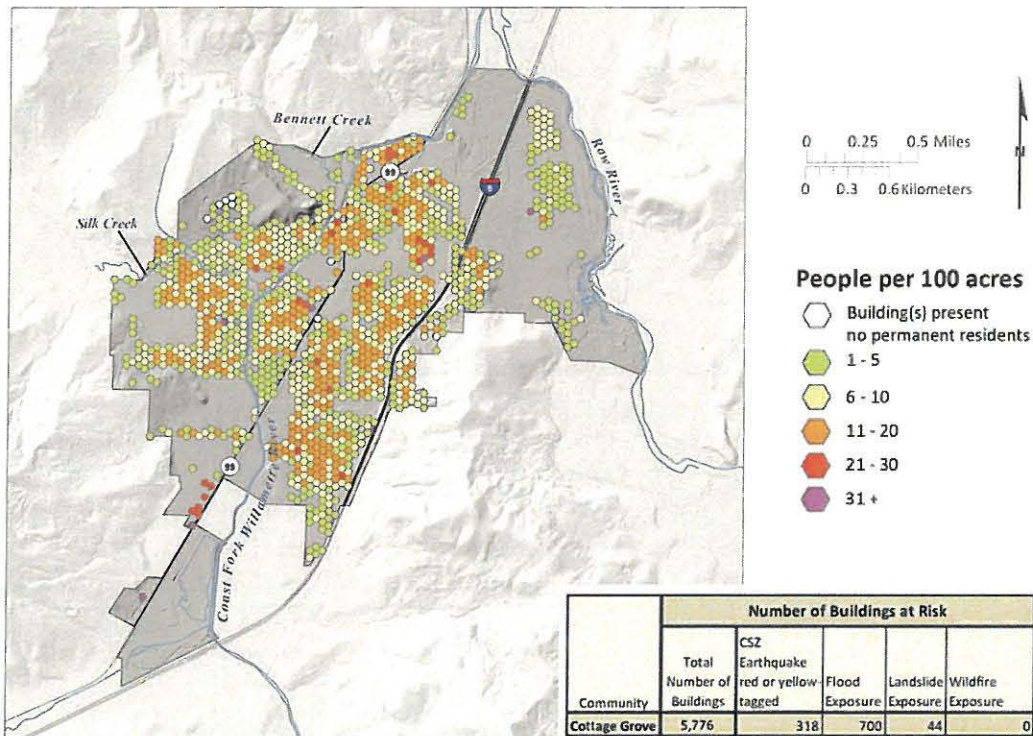 Bennett Creek
Silk Creek
99
5
Row River
99
Coast Fork Willamette River
0 0.25 0.5 Miles
0 0.3 0.6 Kilometers
N
People per 100 acres
Building(s) present
no permanent residents
1 - 5
6 - 10
11 - 20
21 - 30
31 +
Number of Buildings at Risk
Community
Total
Number of
Buildings
CSZ
Earthquake
red or yellow-
tagged
Flood
Exposure
Landslide
Exposure
Wildfire
Exposure
Cottage Grove 5,776 318 700 44 0